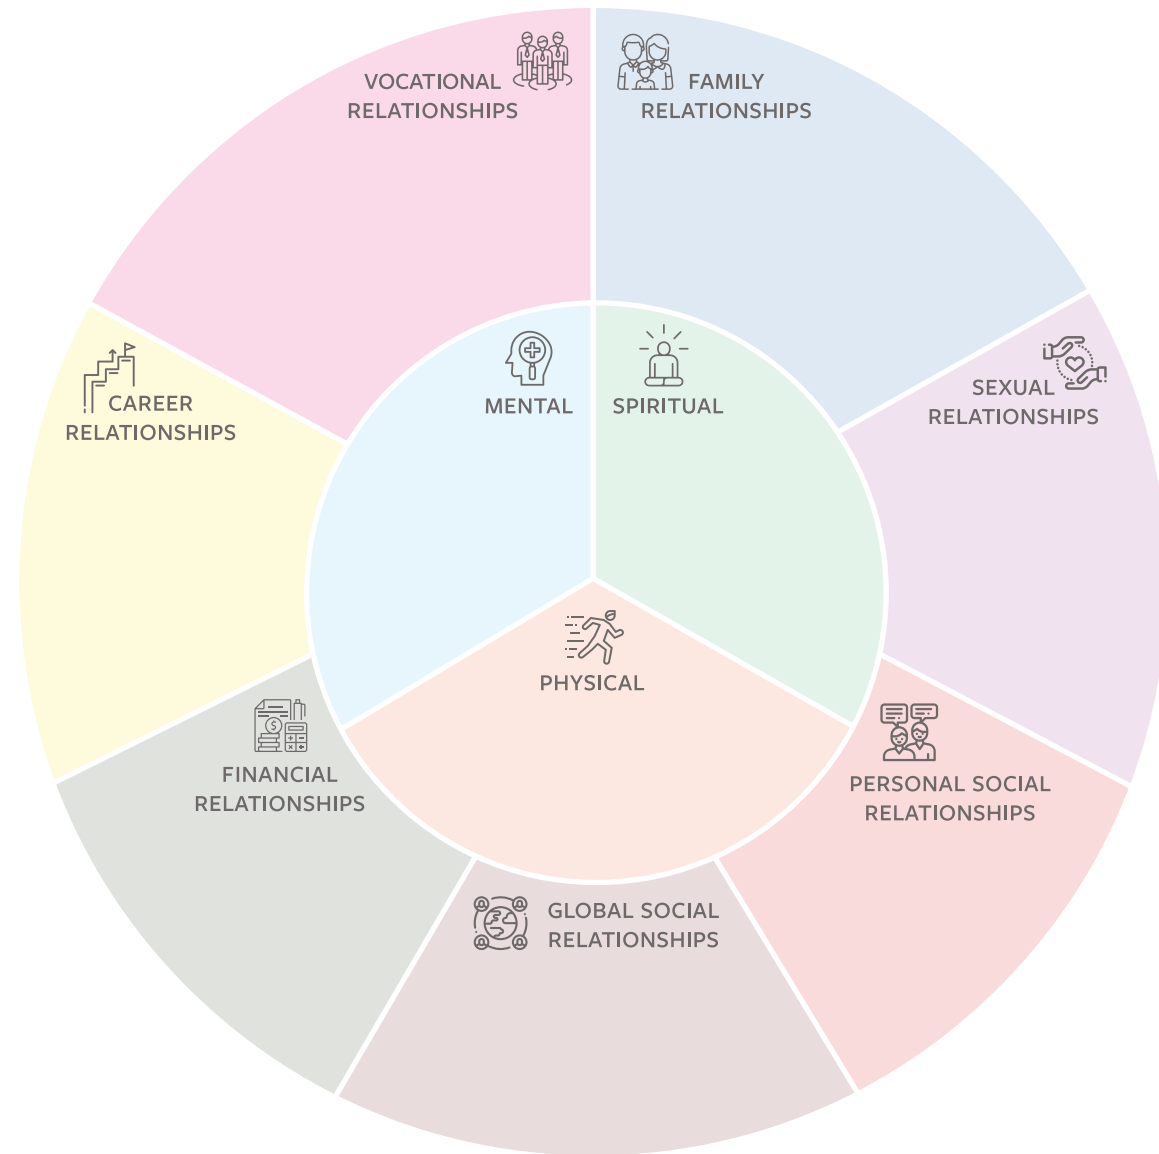 VOCATIONAL
RELATIONSHIPS
FAMILY
RELATIONSHIPS
SEXUAL
RELATIONSHIPS
CAREER
RELATIONSHIPS
MENTAL
SPIRITUAL
PHYSICAL
FINANCIAL
RELATIONSHIPS
PERSONAL SOCIAL
RELATIONSHIPS
GLOBAL SOCIAL
RELATIONSHIPS